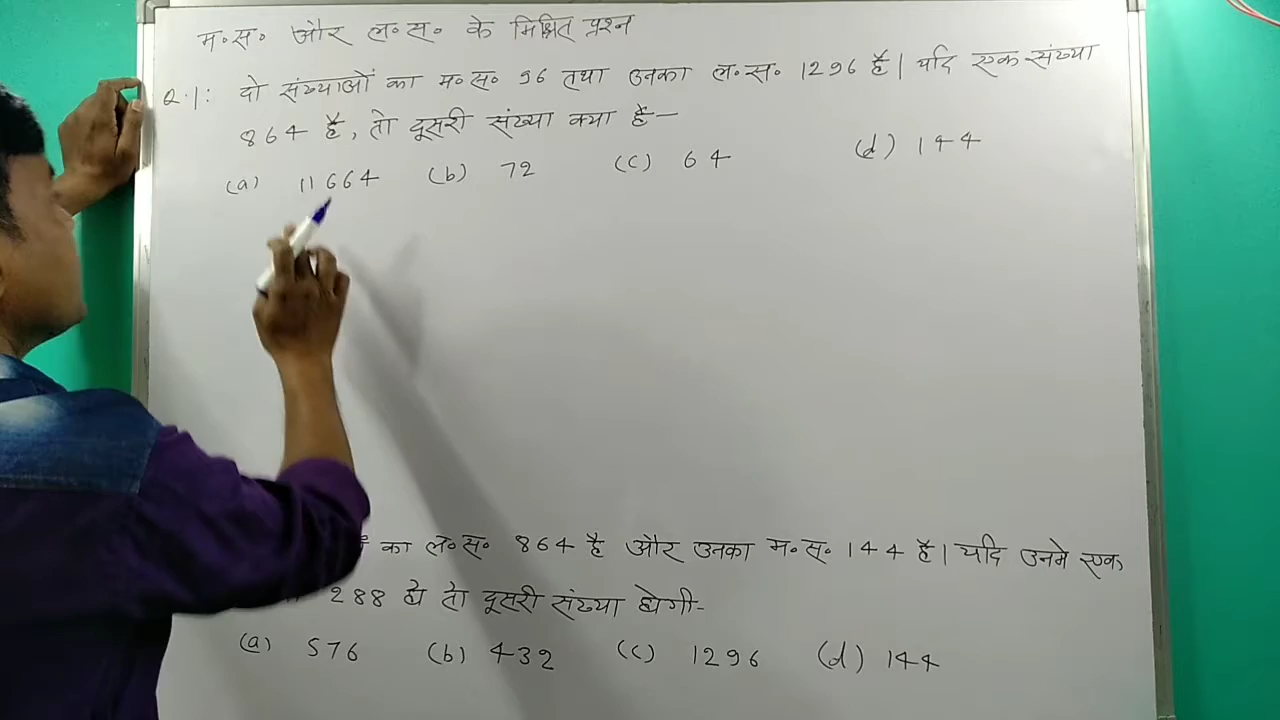 म॰स॰ और ल॰स॰ के मिश्रित प्रश्न
Q.1: दो संख्याओं का म॰स॰ 96 तथा उनका ल॰स॰ 1296 है। यदि एक संख्या
864 है, तो दूसरी संख्या क्या है—
(a) 11664 (b) 72 (c) 64 (d) 144
का ल॰स॰ 864 है और उनका म॰स॰ 144 है। यदि उनमे एक
288 हो तो दूसरी संख्या होगी-
(a) 576 (b) 432 (c) 1296 (d) 144